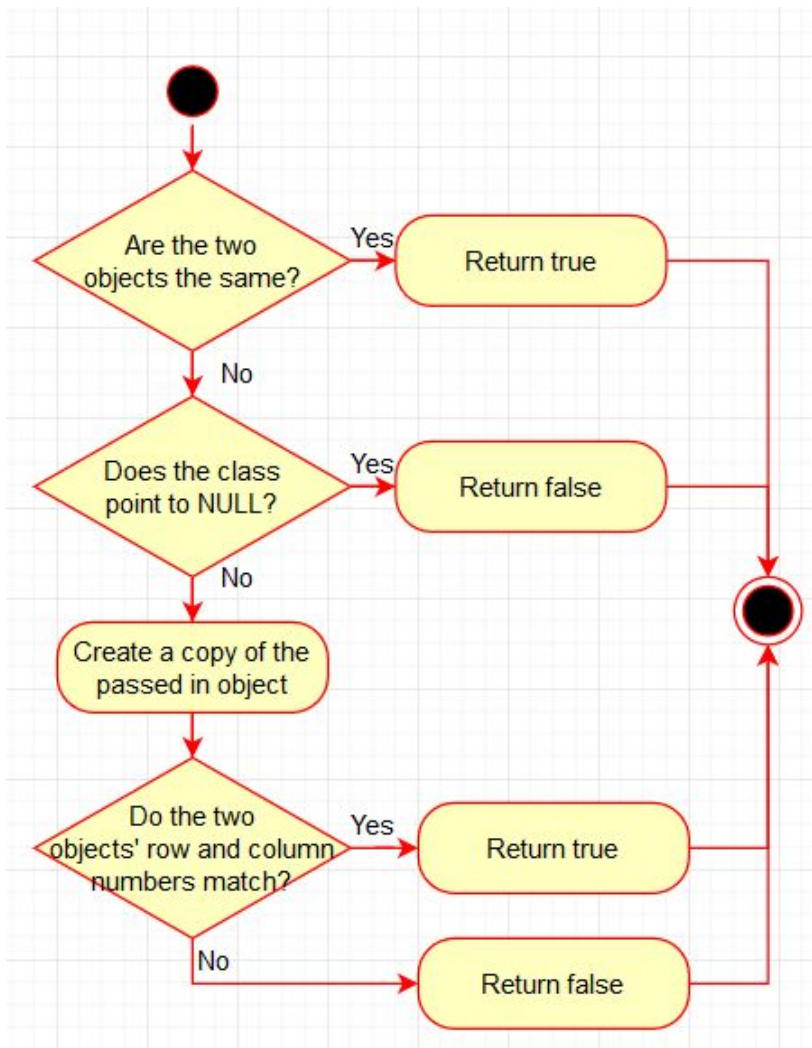 Are the two
objects the same?
Yes
Return true
No
Does the class
point to NULL?
Yes
Return false
No
Create a copy of the
passed in object
Do the two
objects' row and column
numbers match?
Yes
Return true
No
Return false